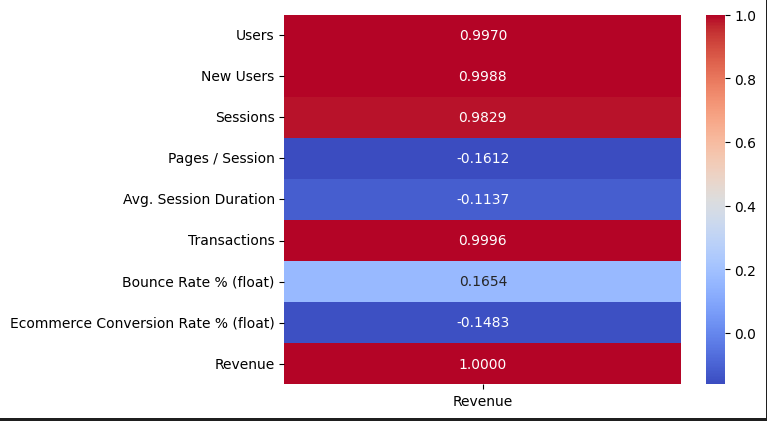 Users 0.9970
New Users 0.9988
Sessions 0.9829
Pages / Session -0.1612
Avg. Session Duration -0.1137
Transactions 0.9996
Bounce Rate % (float) 0.1654
Ecommerce Conversion Rate % (float) -0.1483
Revenue 1.0000
Revenue
1.0
0.8
0.6
0.4
0.2
0.0